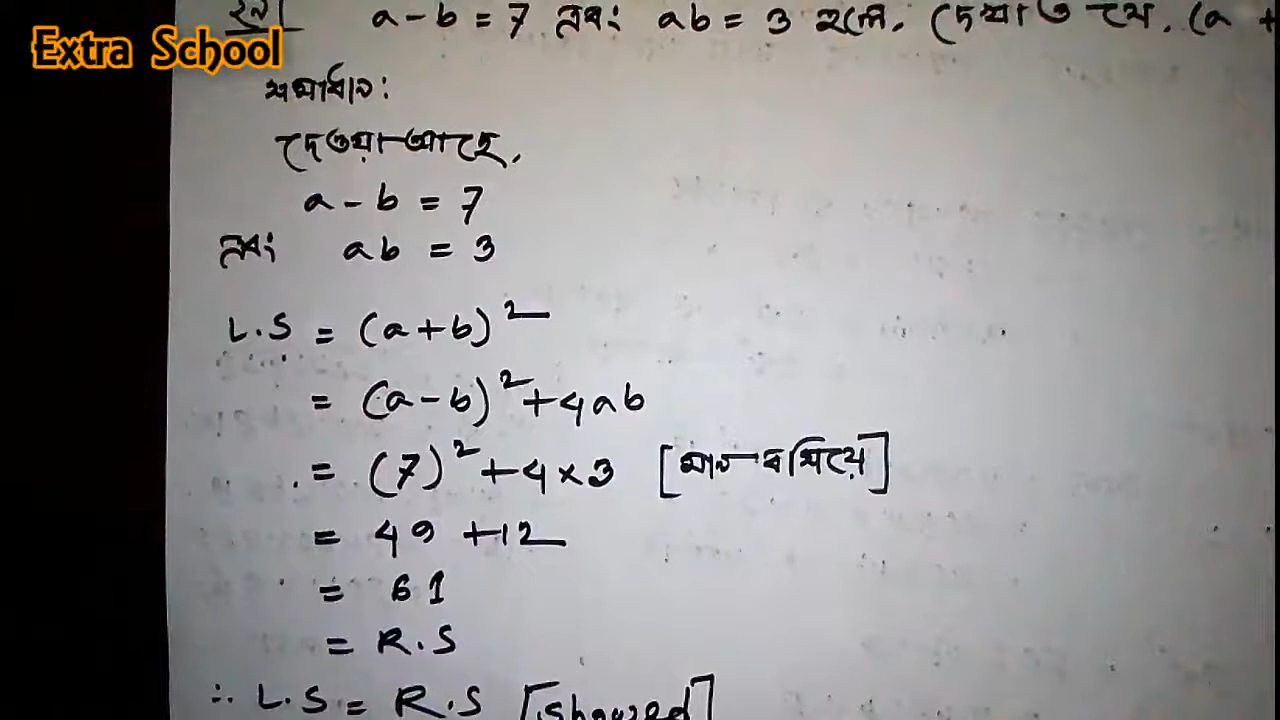 Extra School
২।
a - b = 7 এবং ab = 3 হলে, দেখাও যে, (a +
সমাধান:
দেওয়া আছে,
a - b = 7
এবং ab = 3
L.S = (a + b)²
= (a - b)² + 4ab
= (7)² + 4 × 3 [মান বসিয়ে]
= 49 + 12
= 61
= R.S
∴ L.S = R.S [Showed]